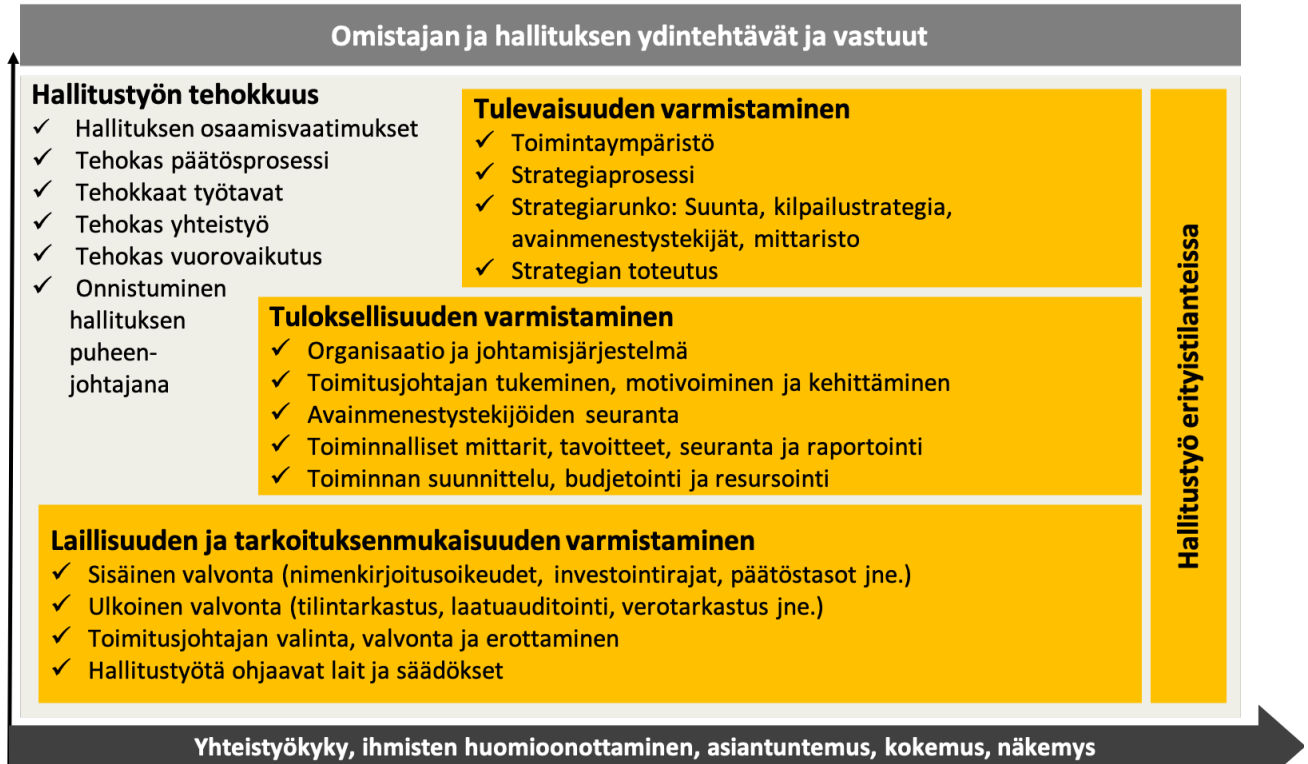 Omistajan ja hallituksen ydintehtävät ja vastuut
Hallitustyön tehokkuus
✓ Hallituksen osaamisvaatimukset
✓ Tehokas päätösprosessi
✓ Tehokkaat työtavat
✓ Tehokas yhteistyö
✓ Tehokas vuorovaikutus
✓ Onnistuminen
hallituksen
puheen-
johtajana
Tulevaisuuden varmistaminen
✓ Toimintaympäristö
✓ Strategiaprosessi
✓ Strategiarunko: Suunta, kilpailustrategia,
avainmenestystekijät, mittaristo
✓ Strategian toteutus
Tuloksellisuuden varmistaminen
✓ Organisaatio ja johtamisjärjestelmä
✓ Toimitusjohtajan tukeminen, motivoiminen ja kehittäminen
✓ Avainmenestystekijöiden seuranta
✓ Toiminnalliset mittarit, tavoitteet, seuranta ja raportointi
✓ Toiminnan suunnittelu, budjetointi ja resursointi
Laillisuuden ja tarkoituksenmukaisuuden varmistaminen
✓ Sisäinen valvonta (nimenkirjoitusoikeudet, investointirajat, päätöstasot jne.)
✓ Ulkoinen valvonta (tilintarkastus, laatuauditointi, verotarkastus jne.)
✓ Toimitusjohtajan valinta, valvonta ja erottaminen
✓ Hallitustyötä ohjaavat lait ja säädökset
Hallitustyö erityistilanteissa
Yhteistyökyky, ihmisten huomioonottaminen, asiantuntemus, kokemus, näkemys